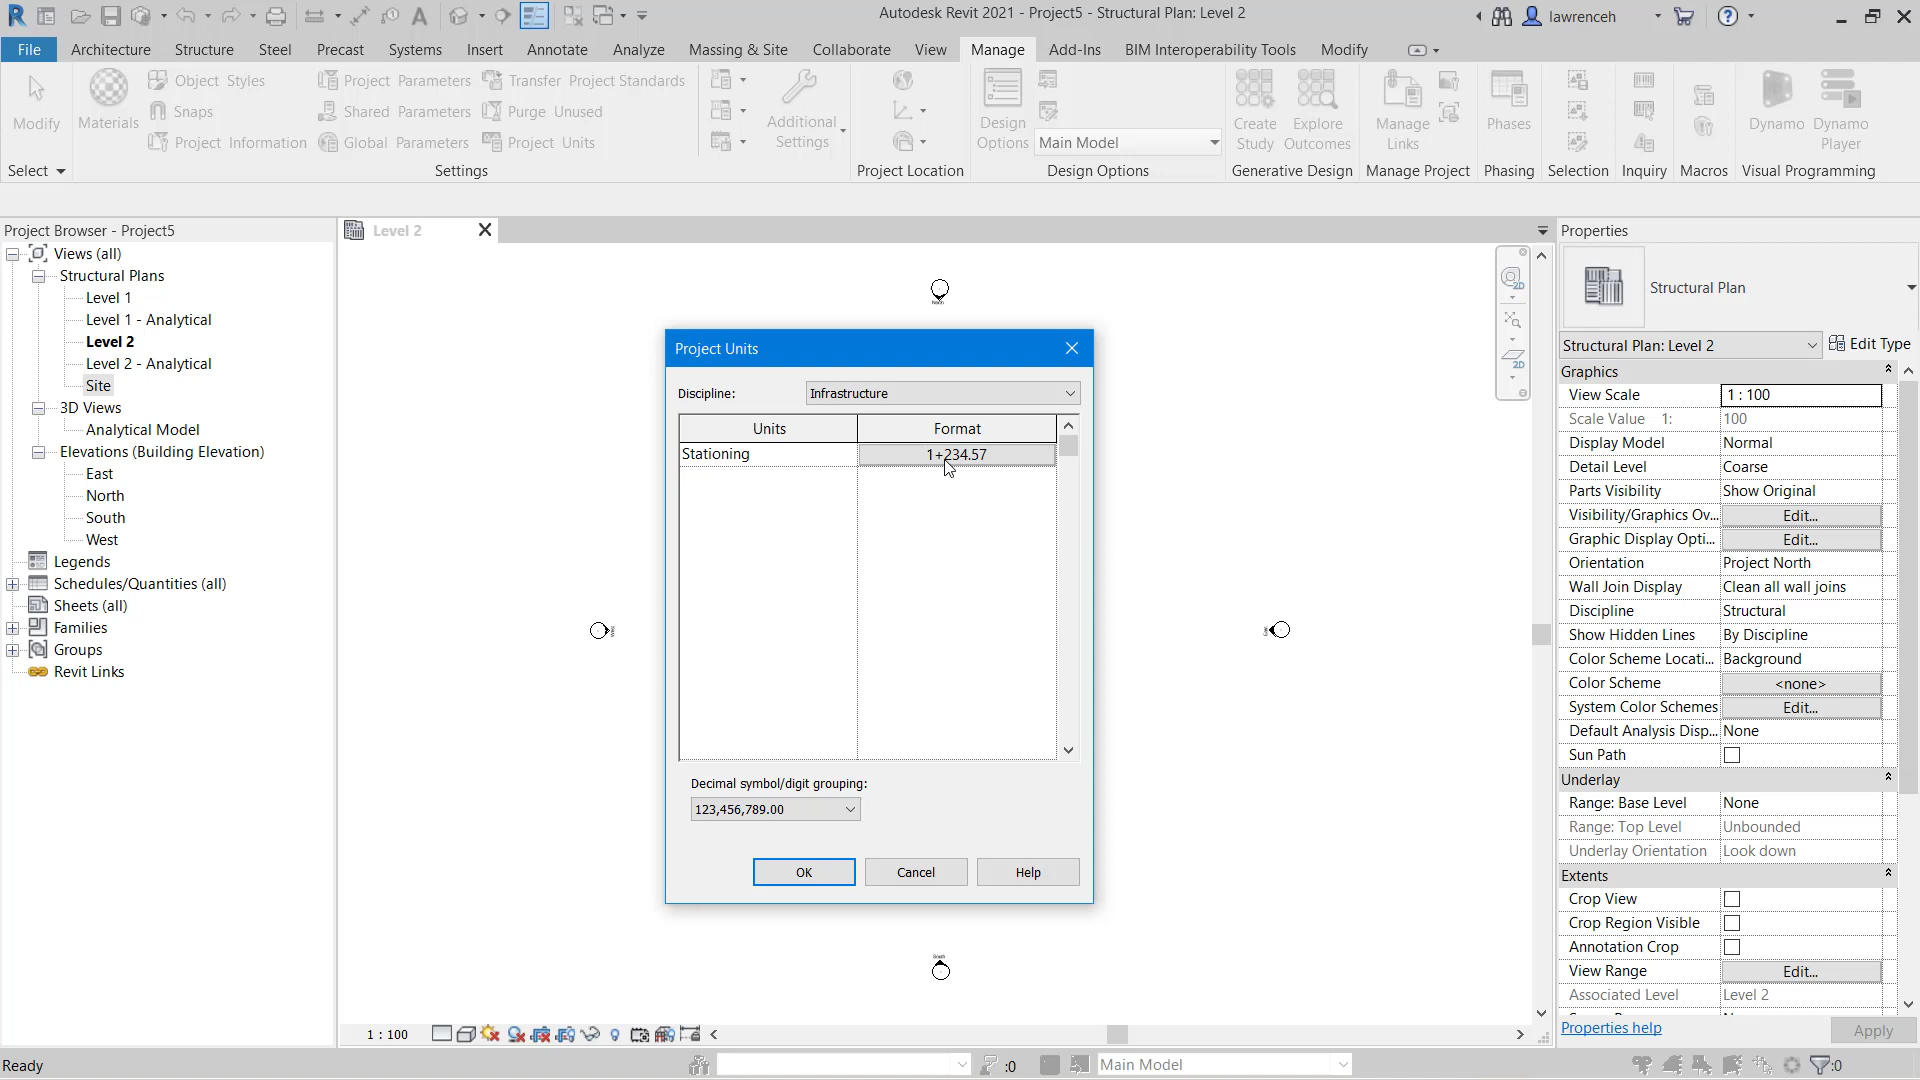 Autodesk Revit 2021 - Project5 - Structural Plan: Level 2
lawrenceh
File
Architecture
Structure
Steel
Precast
Systems
Insert
Annotate
Analyze
Massing & Site
Collaborate
View
Manage
Add-Ins
BIM Interoperability Tools
Modify
Modify
Materials
Object Styles
Snaps
Project Information
Project Parameters
Shared Parameters
Global Parameters
Transfer Project Standards
Purge Unused
Project Units
Additional
Settings
Design
Options
Main Model
Create
Study
Explore
Outcomes
Manage
Links
Phases
Dynamo
Dynamo
Player
Select
Settings
Project Location
Design Options
Generative Design
Manage Project
Phasing
Selection
Inquiry
Macros
Visual Programming
Project Browser - Project5
Views (all)
Structural Plans
Level 1
Level 1 - Analytical
Level 2
Level 2 - Analytical
Site
3D Views
Analytical Model
Elevations (Building Elevation)
East
North
South
West
Legends
Schedules/Quantities (all)
Sheets (all)
Families
Groups
Revit Links
Level 2
2D
2D
Project Units
Discipline:
Infrastructure
Units
Format
Stationing
1+234.57
Decimal symbol/digit grouping:
123,456,789.00
OK
Cancel
Help
Properties
Structural Plan
Structural Plan: Level 2
Edit Type
Graphics
View Scale
1 : 100
Scale Value 1:
100
Display Model
Normal
Detail Level
Coarse
Parts Visibility
Show Original
Visibility/Graphics Ov...
Edit...
Graphic Display Opti...
Edit...
Orientation
Project North
Wall Join Display
Clean all wall joins
Discipline
Structural
Show Hidden Lines
By Discipline
Color Scheme Locati...
Background
Color Scheme
<none>
System Color Schemes
Edit...
Default Analysis Disp...
None
Sun Path
Underlay
Range: Base Level
None
Range: Top Level
Unbounded
Underlay Orientation
Look down
Extents
Crop View
Crop Region Visible
Annotation Crop
View Range
Edit...
Associated Level
Level 2
Properties help
Apply
1 : 100
Ready
:0
Main Model
:0